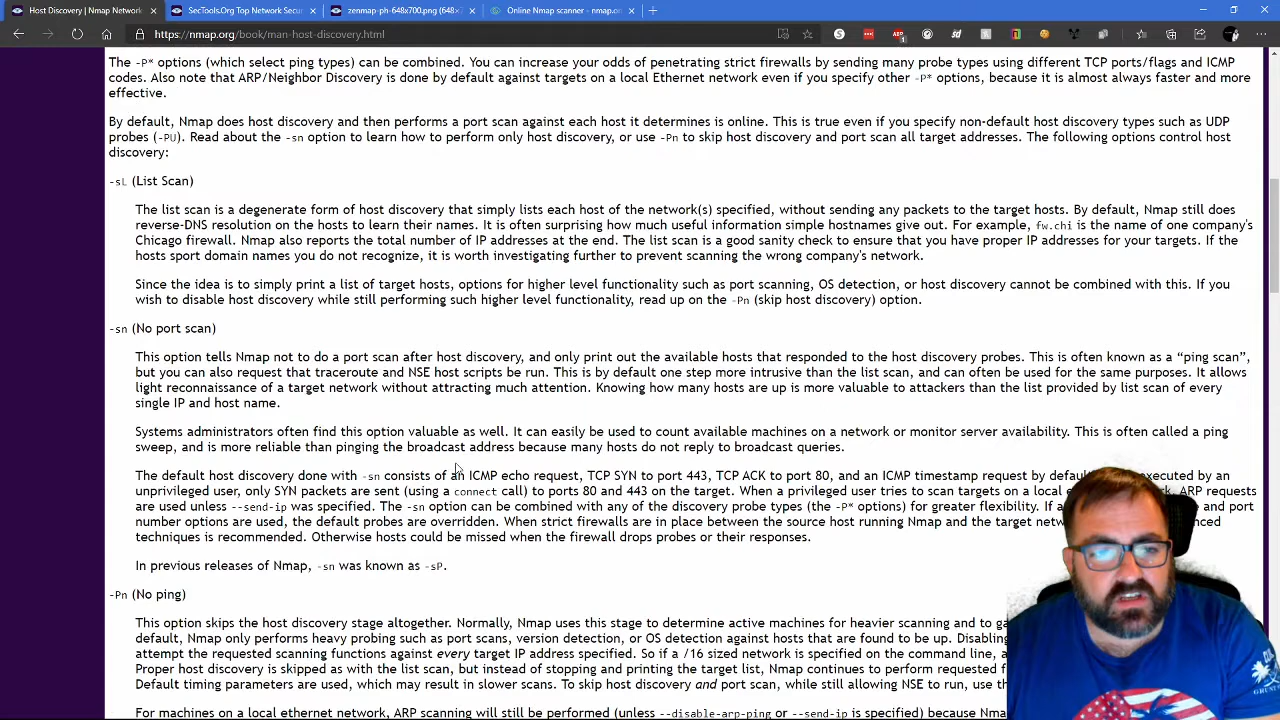 Host Discovery | Nmap Network
SecTools.Org Top Network Secur
zenmap-ph-648x700.png (648×7
Online Nmap scanner - nmap.on
https://nmap.org/book/man-host-discovery.html
The -P* options (which select ping types) can be combined. You can increase your odds of penetrating strict firewalls by sending many probe types using different TCP ports/flags and ICMP
codes. Also note that ARP/Neighbor Discovery is done by default against targets on a local Ethernet network even if you specify other -P* options, because it is almost always faster and more
effective.
By default, Nmap does host discovery and then performs a port scan against each host it determines is online. This is true even if you specify non-default host discovery types such as UDP
probes (-PU). Read about the -sn option to learn how to perform only host discovery, or use -Pn to skip host discovery and port scan all target addresses. The following options control host
discovery:
-sL (List Scan)
The list scan is a degenerate form of host discovery that simply lists each host of the network(s) specified, without sending any packets to the target hosts. By default, Nmap still does
reverse-DNS resolution on the hosts to learn their names. It is often surprising how much useful information simple hostnames give out. For example, fw.chi is the name of one company's
Chicago firewall. Nmap also reports the total number of IP addresses at the end. The list scan is a good sanity check to ensure that you have proper IP addresses for your targets. If the
hosts sport domain names you do not recognize, it is worth investigating further to prevent scanning the wrong company's network.
Since the idea is to simply print a list of target hosts, options for higher level functionality such as port scanning, OS detection, or host discovery cannot be combined with this. If you
wish to disable host discovery while still performing such higher level functionality, read up on the -Pn (skip host discovery) option.
-sn (No port scan)
This option tells Nmap not to do a port scan after host discovery, and only print out the available hosts that responded to the host discovery probes. This is often known as a “ping scan”,
but you can also request that traceroute and NSE host scripts be run. This is by default one step more intrusive than the list scan, and can often be used for the same purposes. It allows
light reconnaissance of a target network without attracting much attention. Knowing how many hosts are up is more valuable to attackers than the list provided by list scan of every
single IP and host name.
Systems administrators often find this option valuable as well. It can easily be used to count available machines on a network or monitor server availability. This is often called a ping
sweep, and is more reliable than pinging the broadcast address because many hosts do not reply to broadcast queries.
The default host discovery done with -sn consists of an ICMP echo request, TCP SYN to port 443, TCP ACK to port 80, and an ICMP timestamp request by defau executed by an
unprivileged user, only SYN packets are sent (using a connect call) to ports 80 and 443 on the target. When a privileged user tries to scan targets on a local e k, ARP requests
are used unless --send-ip was specified. The -sn option can be combined with any of the discovery probe types (the -P* options) for greater flexibility. If a e and port
number options are used, the default probes are overridden. When strict firewalls are in place between the source host running Nmap and the target netw nced
techniques is recommended. Otherwise hosts could be missed when the firewall drops probes or their responses.
In previous releases of Nmap, -sn was known as -sP.
-Pn (No ping)
This option skips the host discovery stage altogether. Normally, Nmap uses this stage to determine active machines for heavier scanning and to ga
default, Nmap only performs heavy probing such as port scans, version detection, or OS detection against hosts that are found to be up. Disabling
attempt the requested scanning functions against every target IP address specified. So if a /16 sized network is specified on the command line, a
Proper host discovery is skipped as with the list scan, but instead of stopping and printing the target list, Nmap continues to perform requested f
Default timing parameters are used, which may result in slower scans. To skip host discovery and port scan, while still allowing NSE to run, use th
For machines on a local ethernet network, ARP scanning will still be performed (unless --disable-arp-ping or --send-ip is specified) because Nma